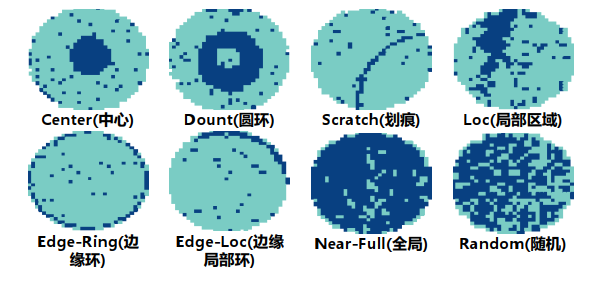 Center(中心)
Dount(圆环)
Scratch(划痕)
Loc(局部区域)
Edge-Ring(边
缘环)
Edge-Loc(边缘
局部环)
Near-Full(全局)
Random(随机)